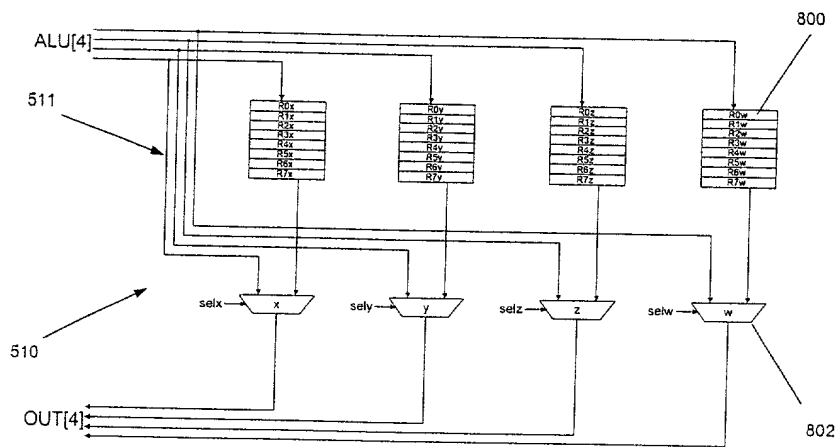 800
ALU[4]
511
R0x
R1x
R2x
R3x
R4x
R5x
R6x
R7x
R0y
R1y
R2y
R3y
R4y
R5y
R6y
R7y
R0z
R1z
R2z
R3z
R4z
R5z
R6z
R7z
R0w
R1w
R2w
R3w
R4w
R5w
R6w
R7w
selx
x
sely
y
selz
z
selw
w
510
OUT[4]
802